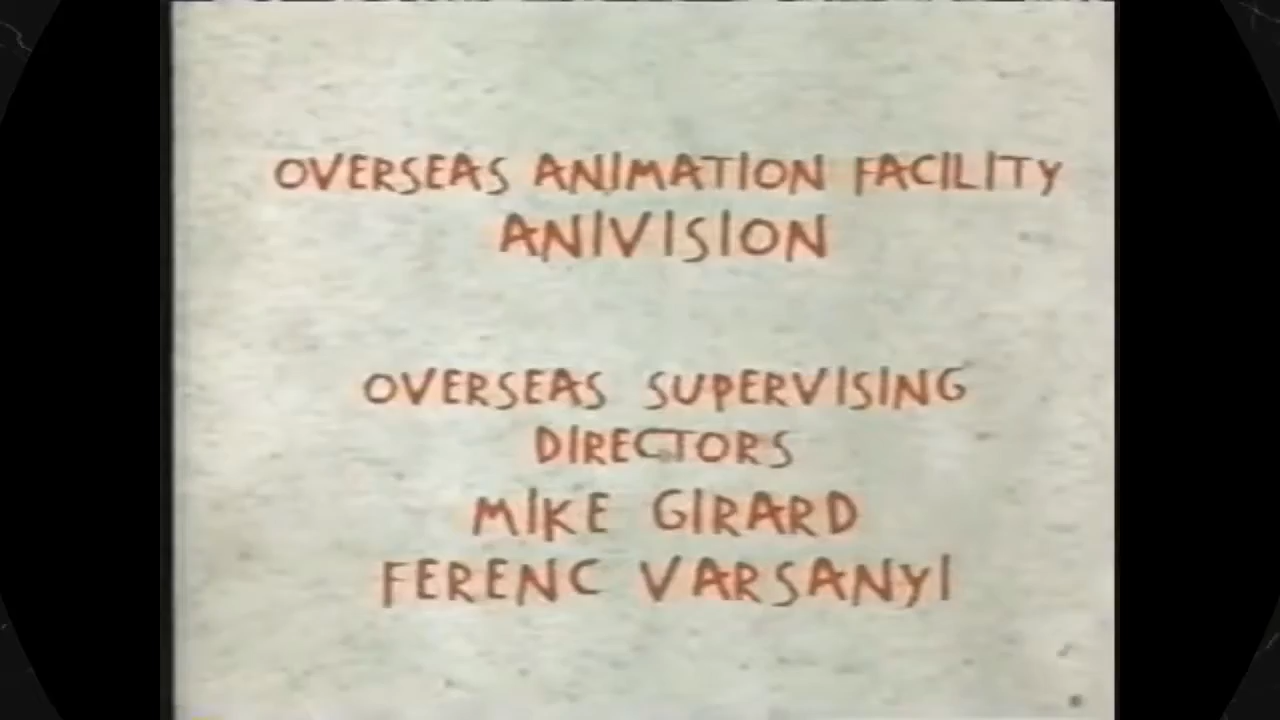 OVERSEAS ANIMATION FACILITY
ANIVISION
OVERSEAS SUPERVISING
DIRECTORS
MIKE GIRARD
FERENC VARSANYI